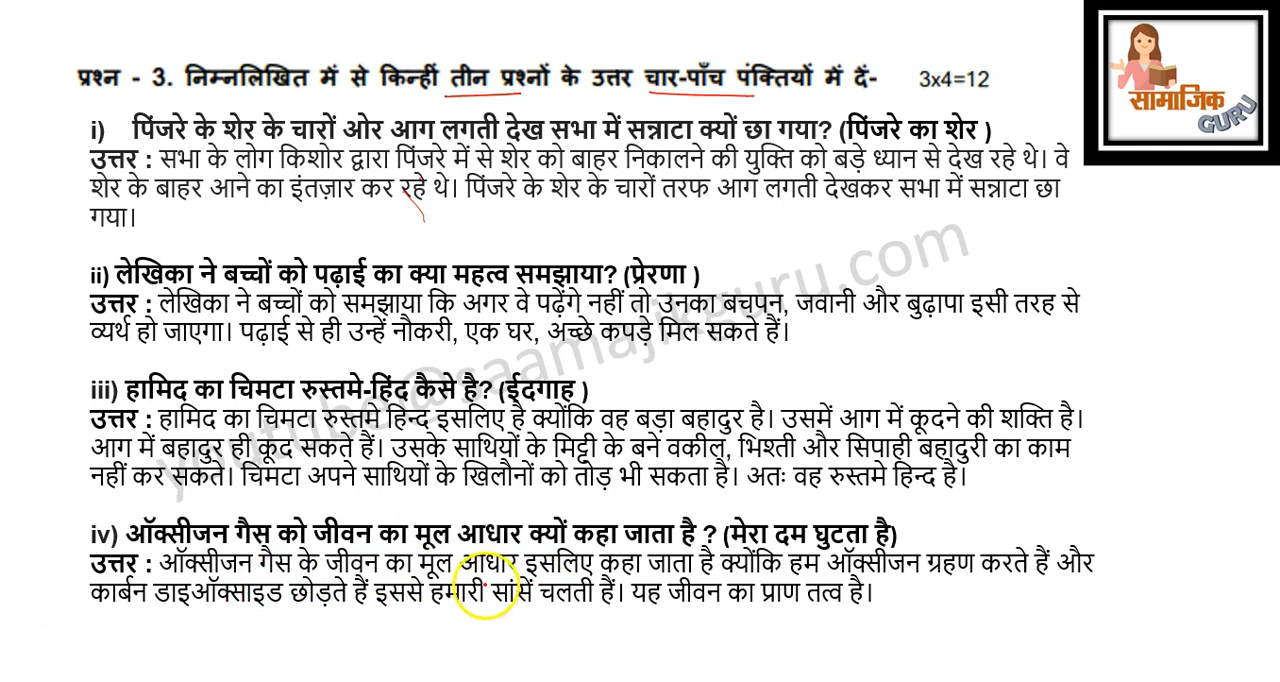 सामाजिक
GURU
प्रश्न - 3. निम्नलिखित में से किन्हीं तीन प्रश्नों के उत्तर चार-पाँच पंक्तियों में दें- 3x4=12
i) पिंजरे के शेर के चारों ओर आग लगती देख सभा में सन्नाटा क्यों छा गया? (पिंजरे का शेर )
उत्तर : सभा के लोग किशोर द्वारा पिंजरे में से शेर को बाहर निकालने की युक्ति को बड़े ध्यान से देख रहे थे। वे
शेर के बाहर आने का इंतज़ार कर रहे थे। पिंजरे के शेर के चारों तरफ आग लगती देखकर सभा में सन्नाटा छा
गया।
ii) लेखिका ने बच्चों को पढ़ाई का क्या महत्व समझाया? (प्रेरणा )
उत्तर : लेखिका ने बच्चों को समझाया कि अगर वे पढ़ेंगे नहीं तो उनका बचपन, जवानी और बुढ़ापा इसी तरह से
व्यर्थ हो जाएगा। पढ़ाई से ही उन्हें नौकरी, एक घर, अच्छे कपड़े मिल सकते हैं।
iii) हामिद का चिमटा रुस्तमे-हिंद कैसे है? (ईदगाह )
उत्तर : हामिद का चिमटा रुस्तमे हिन्द इसलिए है क्योंकि वह बड़ा बहादुर है। उसमें आग में कूदने की शक्ति है।
आग में बहादुर ही कूद सकते हैं। उसके साथियों के मिट्टी के बने वकील, भिश्ती और सिपाही बहादुरी का काम
नहीं कर सकते। चिमटा अपने साथियों के खिलौनों को तोड़ भी सकता है। अतः वह रुस्तमे हिन्द है।
iv) ऑक्सीजन गैस को जीवन का मूल आधार क्यों कहा जाता है ? (मेरा दम घुटता है)
उत्तर : ऑक्सीजन गैस के जीवन का मूल आधार इसलिए कहा जाता है क्योंकि हम ऑक्सीजन ग्रहण करते हैं और
कार्बन डाइऑक्साइड छोड़ते हैं इससे हमारी सांसें चलती हैं। यह जीवन का प्राण तत्व है।
youtube@saamajikguru.com